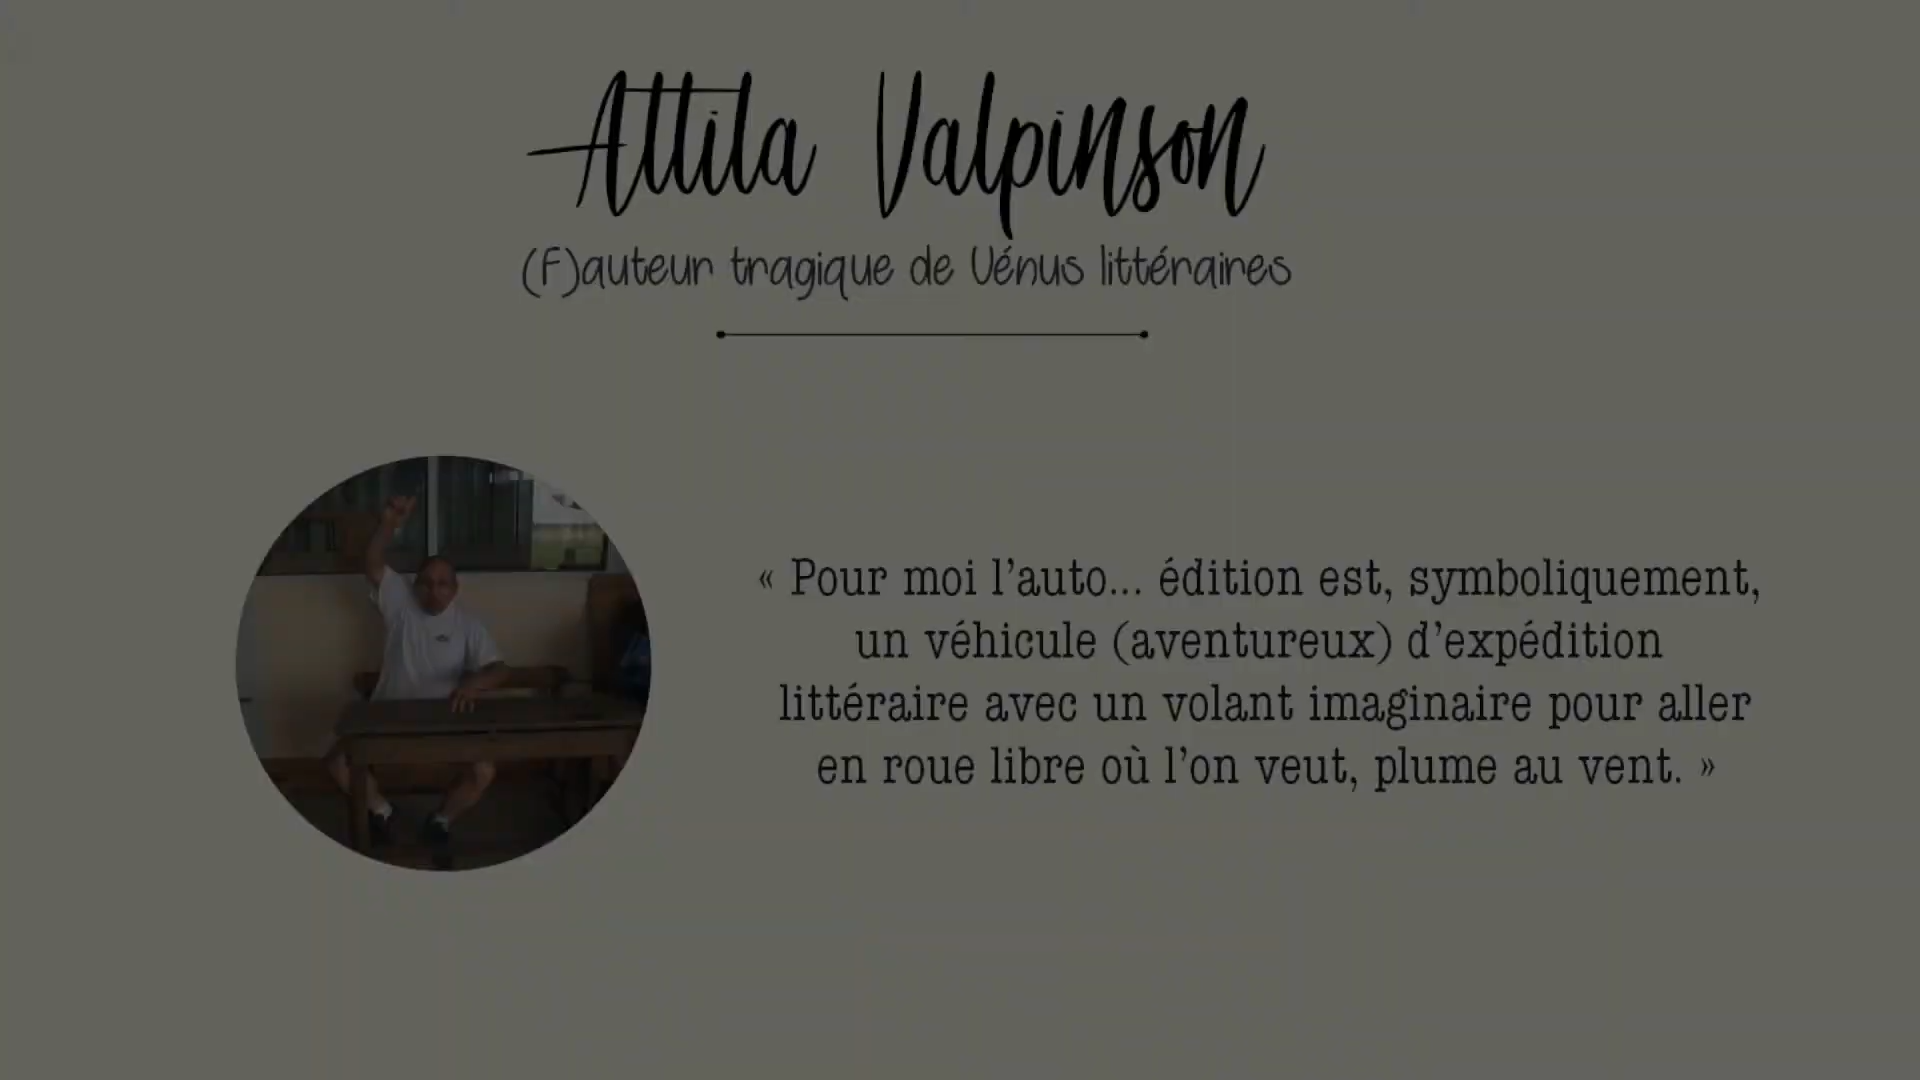 Attila Valpinson
(F)auteur tragique de Vénus littéraires
« Pour moi l’auto... édition est, symboliquement,
un véhicule (aventureux) d’expédition
littéraire avec un volant imaginaire pour aller
en roue libre où l’on veut, plume au vent. »